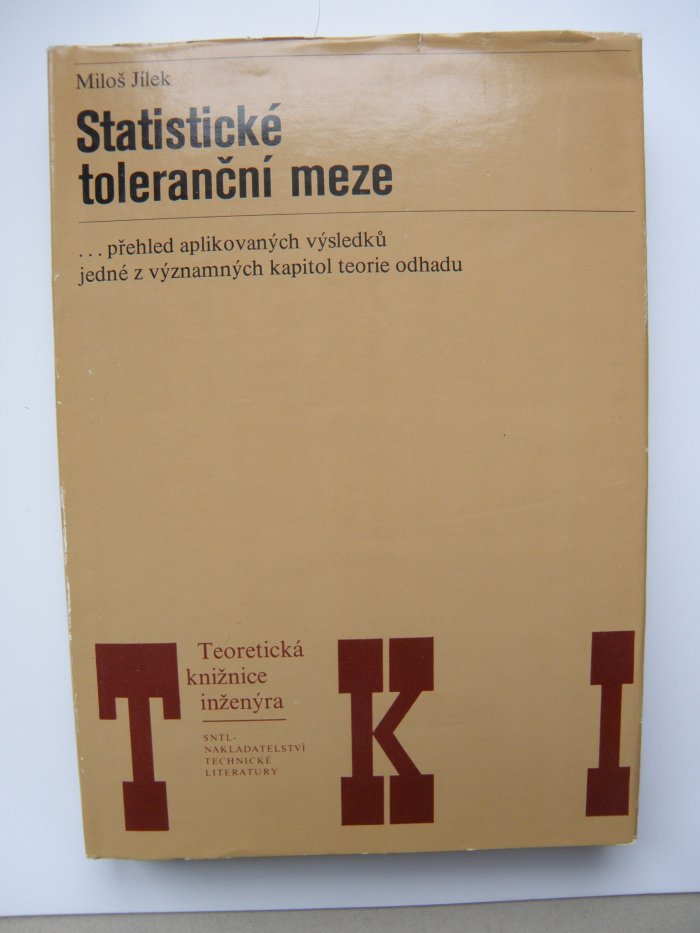 Miloš Jílek
Statistické
toleranční meze
...přehled aplikovaných výsledků
jedné z významných kapitol teorie odhadu
Teoretická
knižnice
inženýra
SNTL-
NAKLADATELSTVÍ
TECHNICKÉ
LITERATURY
T K I